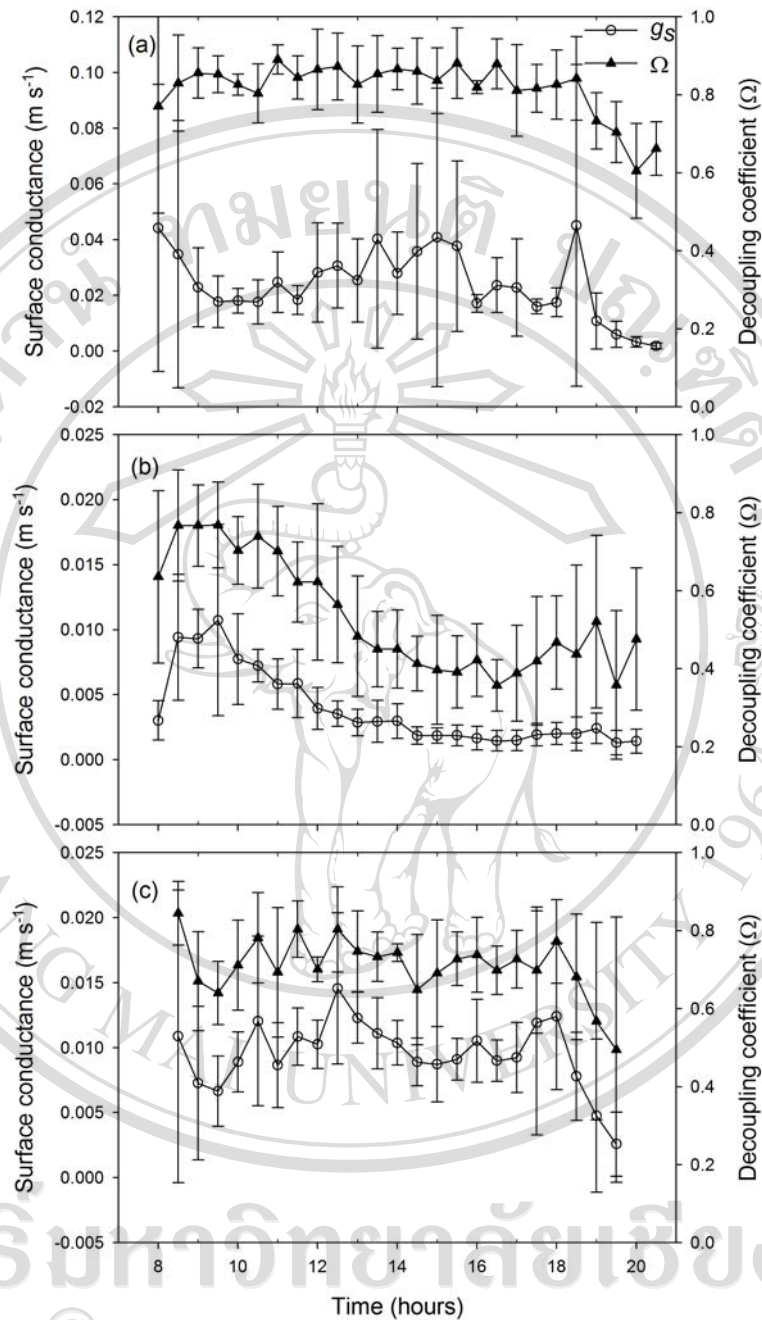 0.12
0.10
0.08
0.06
0.04
0.02
0.00
-0.02
Surface conductance (m s⁻¹)
(a)
gS
Ω
1.0
0.8
0.6
0.4
0.2
0.0
Decoupling coefficient (Ω)
0.025
0.020
0.015
0.010
0.005
0.000
-0.005
Surface conductance (m s⁻¹)
(b)
1.0
0.8
0.6
0.4
0.2
0.0
Decoupling coefficient (Ω)
0.025
0.020
0.015
0.010
0.005
0.000
-0.005
Surface conductance (m s⁻¹)
(c)
1.0
0.8
0.6
0.4
0.2
0.0
Decoupling coefficient (Ω)
8 10 12 14 16 18 20
Time (hours)
MAI UNIVERSITY 196